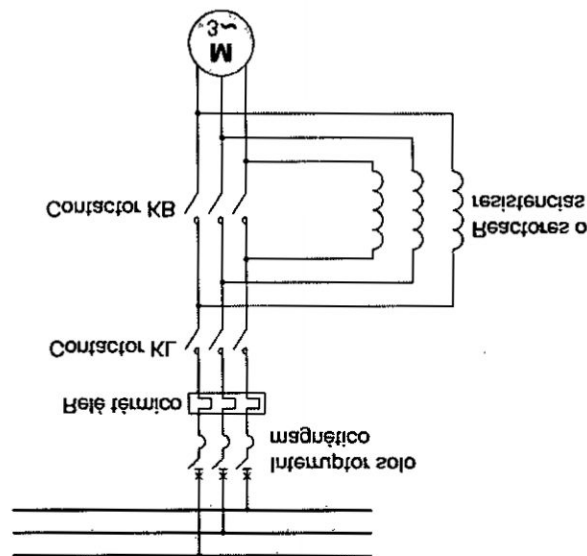 Interruptor solo
magnético
Relé térmico
Contactor KL
Reactores o
resistencias
Contactor KB
M
3~